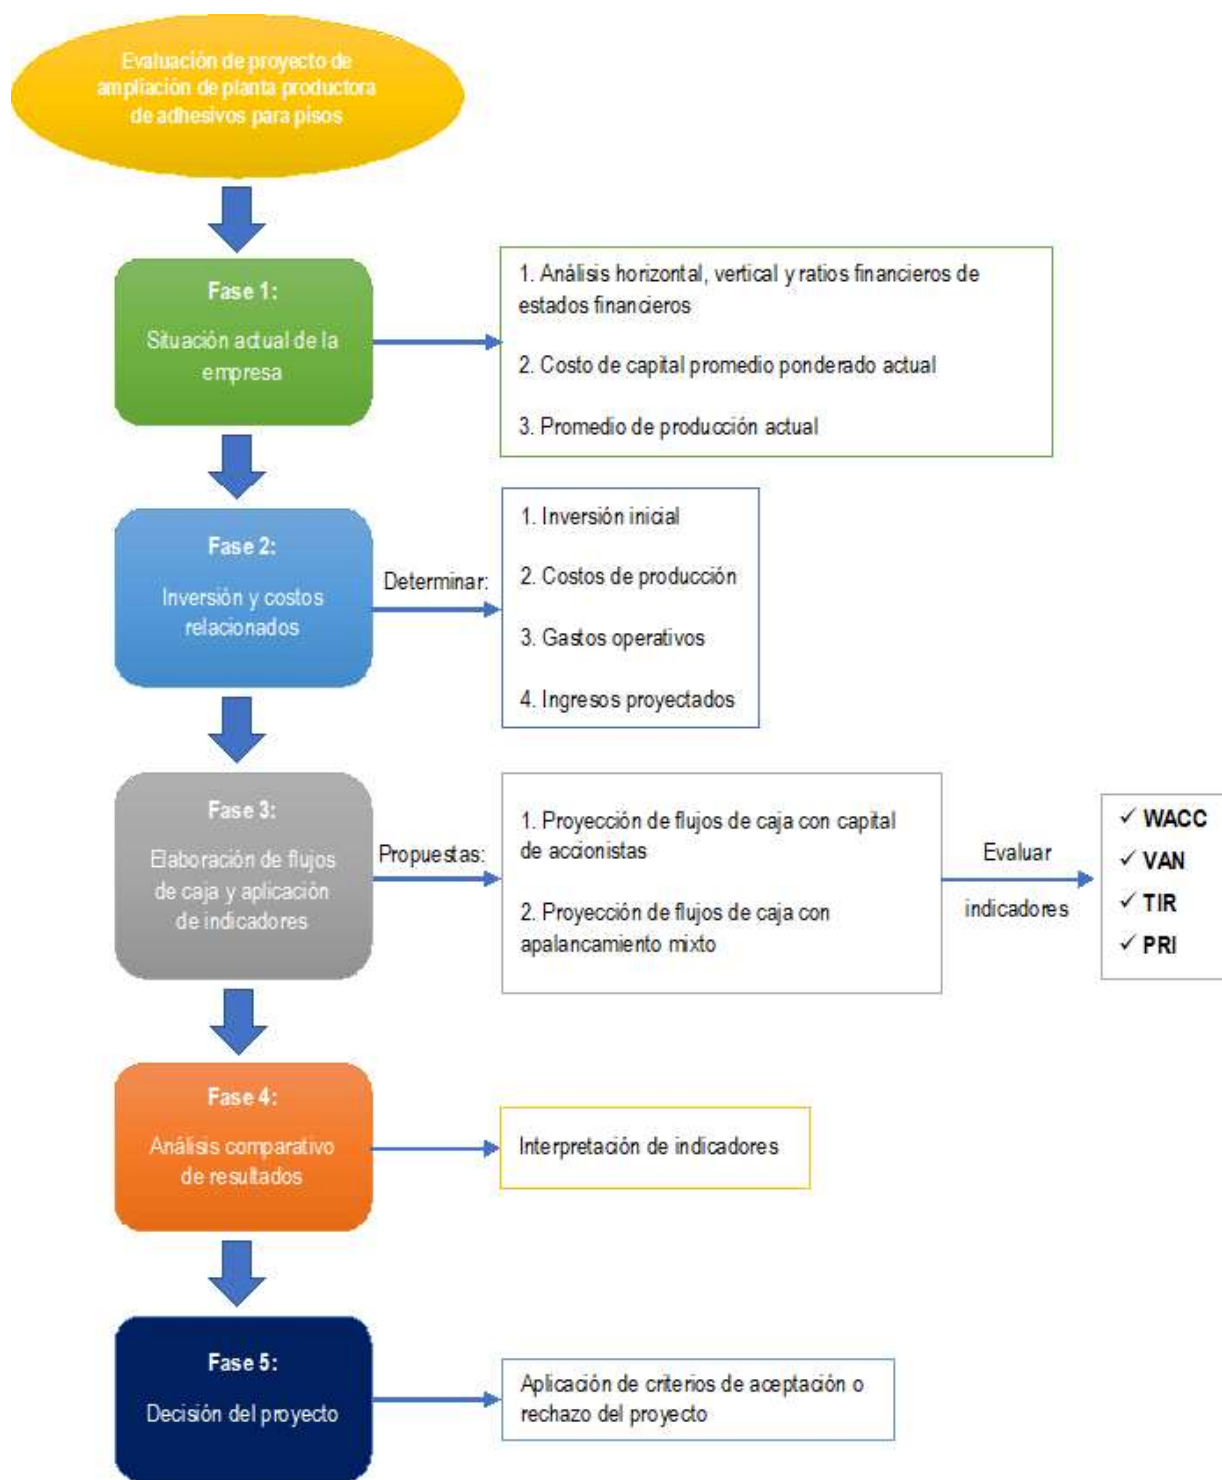 Evaluación de proyecto de
ampliación de planta productora
de adhesivos para pisos
Fase 1:
Situación actual de la
empresa
1. Análisis horizontal, vertical y ratios financieros de
estados financieros
2. Costo de capital promedio ponderado actual
3. Promedio de producción actual
Fase 2:
Inversión y costos
relacionados
Determinar:
1. Inversión inicial
2. Costos de producción
3. Gastos operativos
4. Ingresos proyectados
Fase 3:
Elaboración de flujos
de caja y aplicación
de indicadores
Propuestas:
1. Proyección de flujos de caja con capital
de accionistas
2. Proyección de flujos de caja con
apalancamiento mixto
Evaluar
indicadores
✓ WACC
✓ VAN
✓ TIR
✓ PRI
Fase 4:
Análisis comparativo
de resultados
Interpretación de indicadores
Fase 5:
Decisión del proyecto
Aplicación de criterios de aceptación o
rechazo del proyecto